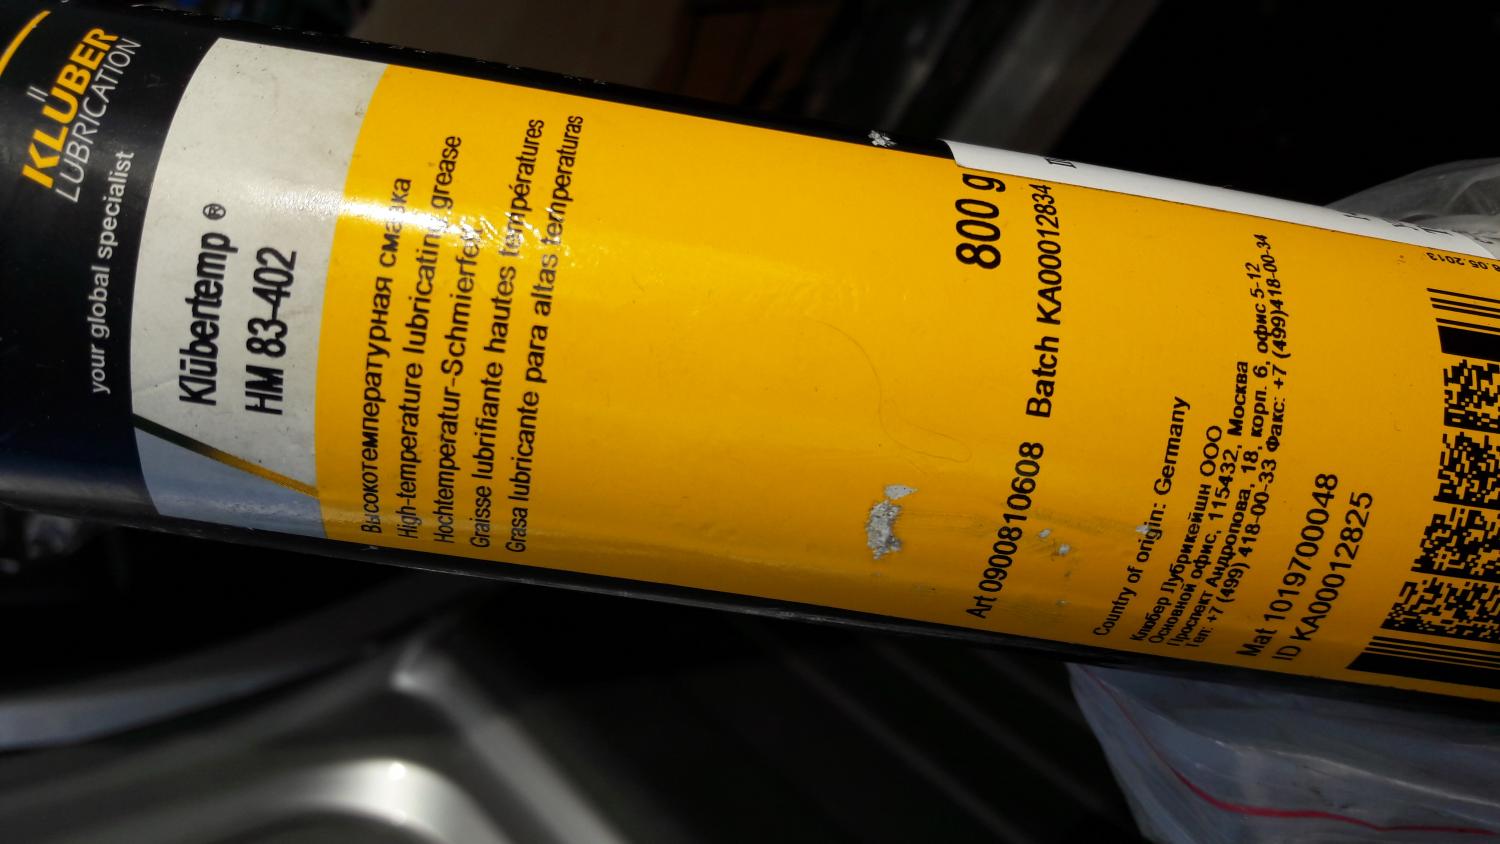 KLÜBER
LUBRICATION
your global specialist
Klübertemp ®
HM 83-402
Высокотемпературная смазка
High-temperature lubricating grease
Hochtemperatur-Schmierfett
Graisse lubrifiante hautes températures
Grasa lubricante para altas temperaturas
800 g
Art 0900810608 Batch KA00012834
Country of origin: Germany
Клюбер Лубрикейшн ООО
Основной офис, 115432, Москва
Проспект Андропова, 18, корп. 6, офис 5-12
Тел: +7 (499) 418-00-33 Факс: +7 (499)418-00-34
Mat 1019700048
ID KA00012825
.05.2013